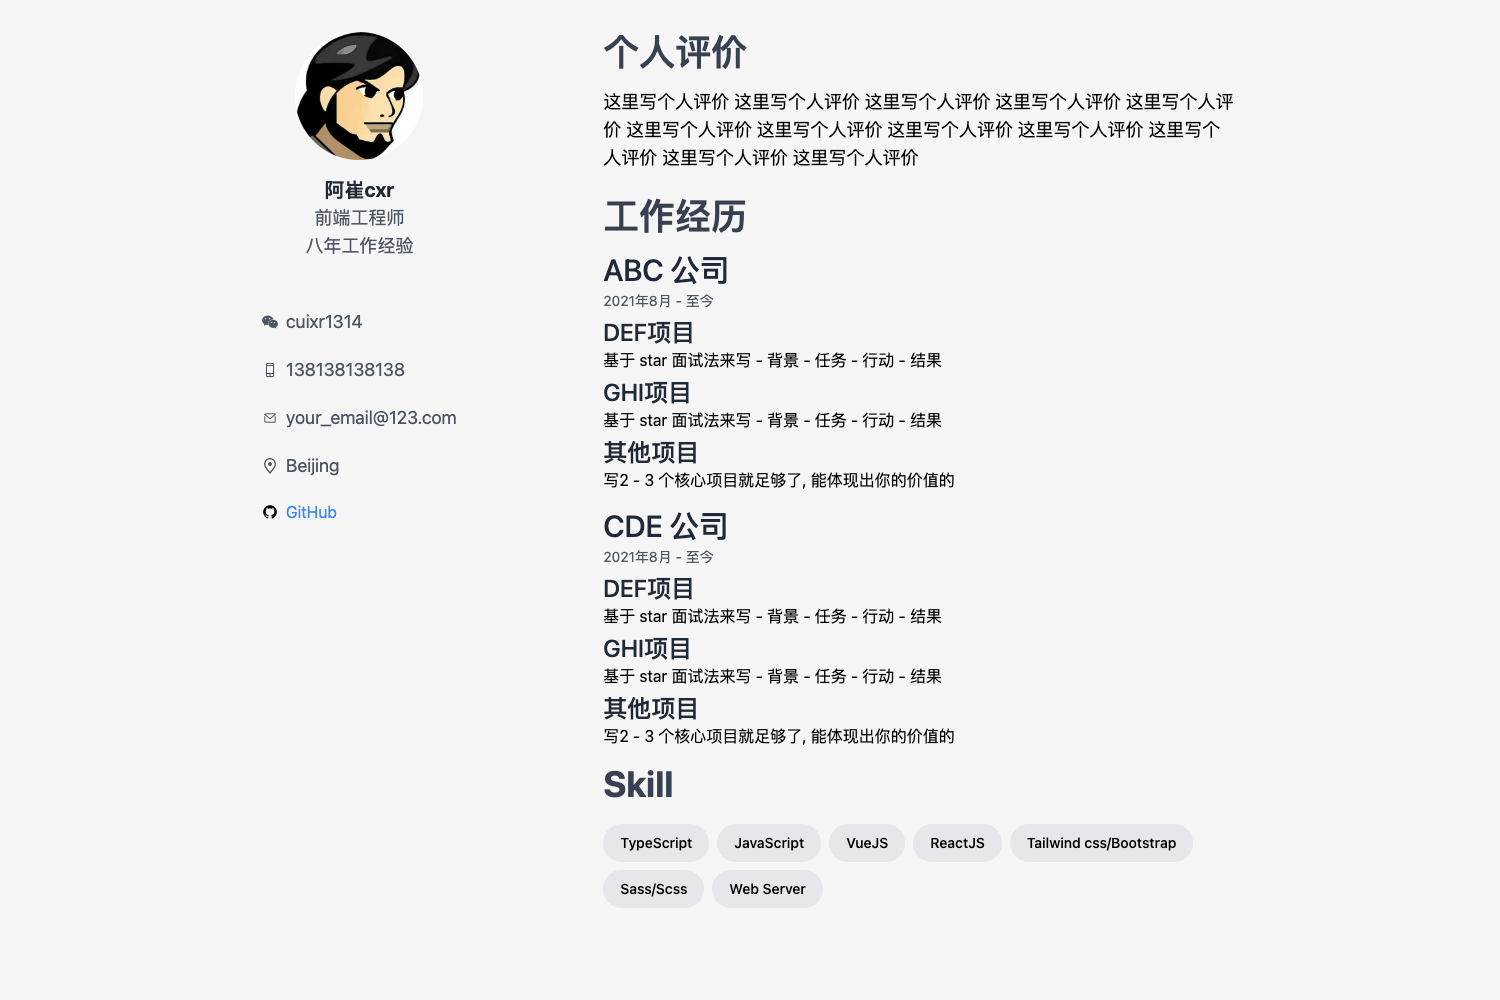 阿崔cxr
前端工程师
八年工作经验
cuixr1314
138138138138
your_email@123.com
Beijing
GitHub
个人评价
这里写个人评价 这里写个人评价 这里写个人评价 这里写个人评价 这里写个人评
价 这里写个人评价 这里写个人评价 这里写个人评价 这里写个人评价 这里写个
人评价 这里写个人评价 这里写个人评价
工作经历
ABC 公司
2021年8月 - 至今
DEF项目
基于 star 面试法来写 - 背景 - 任务 - 行动 - 结果
GHI项目
基于 star 面试法来写 - 背景 - 任务 - 行动 - 结果
其他项目
写2 - 3 个核心项目就足够了, 能体现出你的价值的
CDE 公司
2021年8月 - 至今
DEF项目
基于 star 面试法来写 - 背景 - 任务 - 行动 - 结果
GHI项目
基于 star 面试法来写 - 背景 - 任务 - 行动 - 结果
其他项目
写2 - 3 个核心项目就足够了, 能体现出你的价值的
Skill
TypeScript JavaScript VueJS ReactJS Tailwind css/Bootstrap
Sass/Scss Web Server